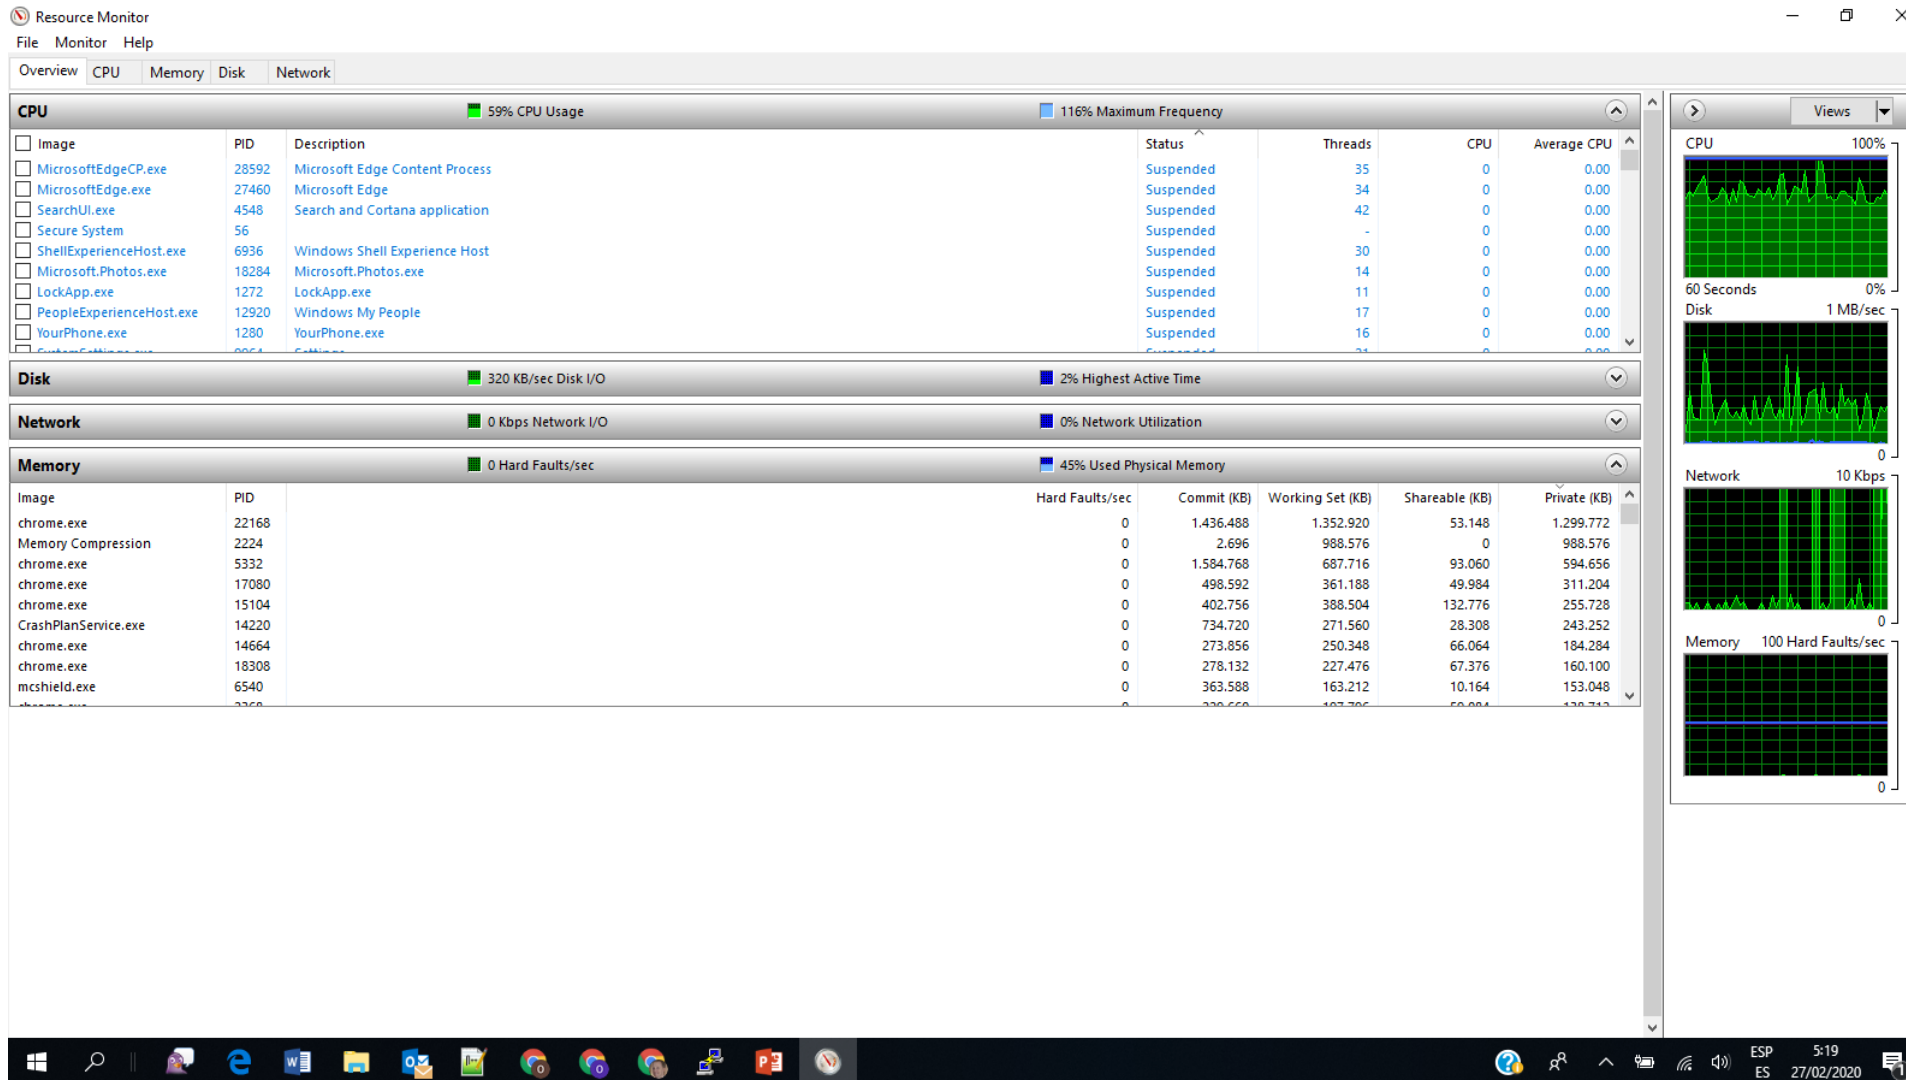 Resource Monitor
File Monitor Help
Overview CPU Memory Disk Network
CPU 59% CPU Usage 116% Maximum Frequency
Image PID Description Status Threads CPU Average CPU
MicrosoftEdgeCP.exe 28592 Microsoft Edge Content Process Suspended 35 0 0.00
MicrosoftEdge.exe 27460 Microsoft Edge Suspended 34 0 0.00
SearchUI.exe 4548 Search and Cortana application Suspended 42 0 0.00
Secure System 56 Suspended - 0 0.00
ShellExperienceHost.exe 6936 Windows Shell Experience Host Suspended 30 0 0.00
Microsoft.Photos.exe 18284 Microsoft.Photos.exe Suspended 14 0 0.00
LockApp.exe 1272 LockApp.exe Suspended 11 0 0.00
PeopleExperienceHost.exe 12920 Windows My People Suspended 17 0 0.00
YourPhone.exe 1280 YourPhone.exe Suspended 16 0 0.00
Disk 320 KB/sec Disk I/O 2% Highest Active Time
Network 0 Kbps Network I/O 0% Network Utilization
Memory 0 Hard Faults/sec 45% Used Physical Memory
Image PID Hard Faults/sec Commit (KB) Working Set (KB) Shareable (KB) Private (KB)
chrome.exe 22168 0 1.436.488 1.352.920 53.148 1.299.772
Memory Compression 2224 0 2.696 988.576 0 988.576
chrome.exe 5332 0 1.584.768 687.716 93.060 594.656
chrome.exe 17080 0 498.592 361.188 49.984 311.204
chrome.exe 15104 0 402.756 388.504 132.776 255.728
CrashPlanService.exe 14220 0 734.720 271.560 28.308 243.252
chrome.exe 14664 0 273.856 250.348 66.064 184.284
chrome.exe 18308 0 278.132 227.476 67.376 160.100
mcshield.exe 6540 0 363.588 163.212 10.164 153.048
Views
CPU 100%
60 Seconds 0%
Disk 1 MB/sec
0
Network 10 Kbps
0
Memory 100 Hard Faults/sec
0
ESP
ES
5:19
27/02/2020